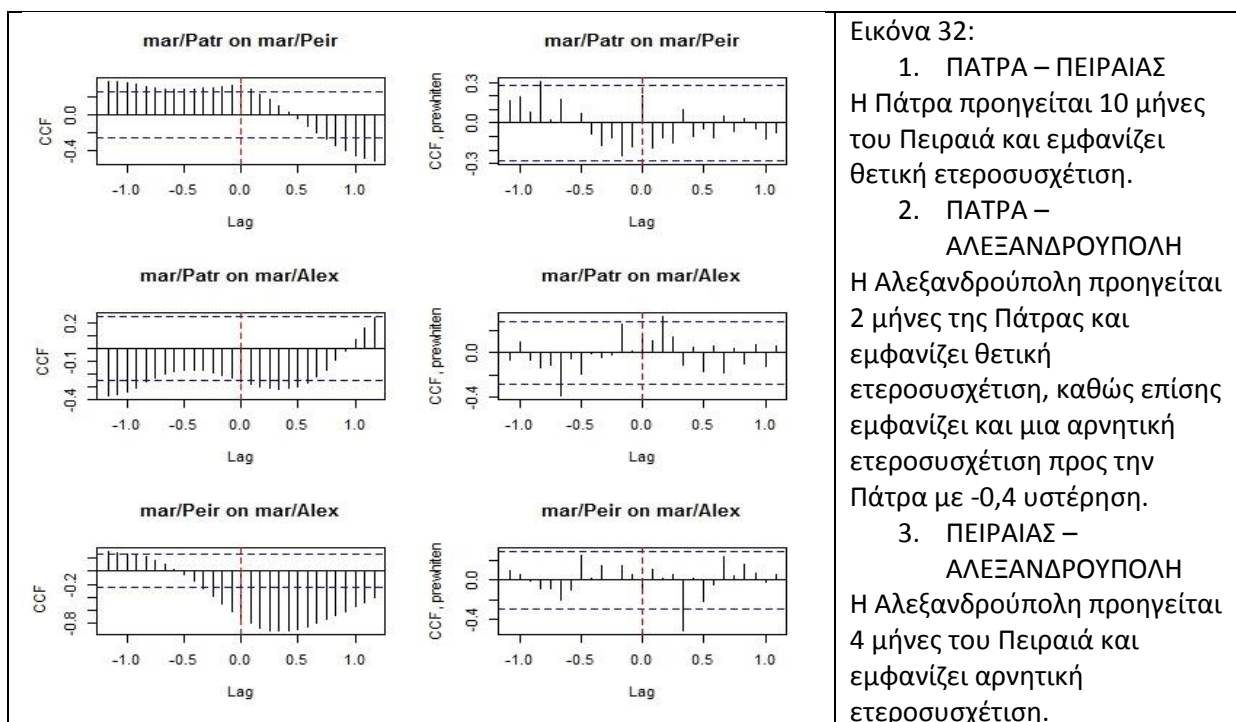 mar/Patr on mar/Peir
CCF
0.0
-0.4
-1.0 -0.5 0.0 0.5 1.0
Lag
mar/Patr on mar/Peir
CCF, prewhiten
0.3
0.0
-0.3
-1.0 -0.5 0.0 0.5 1.0
Lag
mar/Patr on mar/Alex
CCF
0.2
-0.1
-0.4
-1.0 -0.5 0.0 0.5 1.0
Lag
mar/Patr on mar/Alex
CCF, prewhiten
0.0
-0.4
-1.0 -0.5 0.0 0.5 1.0
Lag
mar/Peir on mar/Alex
CCF
-0.2
-0.8
-1.0 -0.5 0.0 0.5 1.0
Lag
mar/Peir on mar/Alex
CCF, prewhiten
0.0
-0.4
-1.0 -0.5 0.0 0.5 1.0
Lag
Εικόνα 32:
1. ΠΑΤΡΑ – ΠΕΙΡΑΙΑΣ
Η Πάτρα προηγείται 10 μήνες
του Πειραιά και εμφανίζει
θετική ετεροσυσχέτιση.
2. ΠΑΤΡΑ –
ΑΛΕΞΑΝΔΡΟΥΠΟΛΗ
Η Αλεξανδρούπολη προηγείται
2 μήνες της Πάτρας και
εμφανίζει θετική
ετεροσυσχέτιση, καθώς επίσης
εμφανίζει και μια αρνητική
ετεροσυσχέτιση προς την
Πάτρα με -0,4 υστέρηση.
3. ΠΕΙΡΑΙΑΣ –
ΑΛΕΞΑΝΔΡΟΥΠΟΛΗ
Η Αλεξανδρούπολη προηγείται
4 μήνες του Πειραιά και
εμφανίζει αρνητική
ετεροσυσχέτιση.